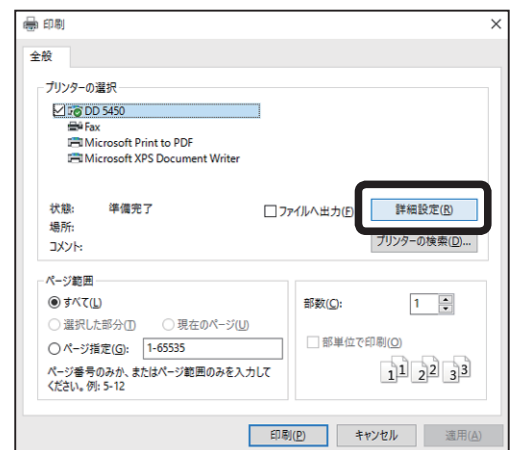 印刷
全般
プリンターの選択
DD 5450
Fax
Microsoft Print to PDF
Microsoft XPS Document Writer
状態: 準備完了
ファイルへ出力(F)
詳細設定(R)
場所:
コメント:
プリンターの検索(D)...
ページ範囲
すべて(L)
選択した部分(T) 現在のページ(U)
ページ指定(G): 1-65535
ページ番号のみか、またはページ範囲のみを入力して
ください。例: 5-12
部数(C): 1
部単位で印刷(O)
1 1 2 2 3 3
印刷(P) キャンセル 適用(A)